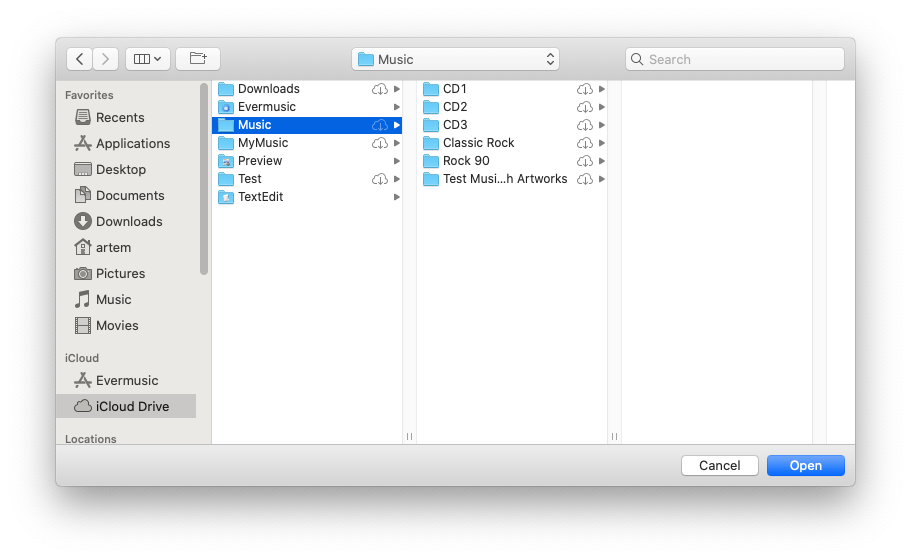 Music
Search
Favorites
Recents
Applications
Desktop
Documents
Downloads
artem
Pictures
Music
Movies
iCloud
Evermusic
iCloud Drive
Locations
Downloads
Evermusic
Music
MyMusic
Preview
Test
TextEdit
CD1
CD2
CD3
Classic Rock
Rock 90
Test Musi...h Artworks
Cancel
Open